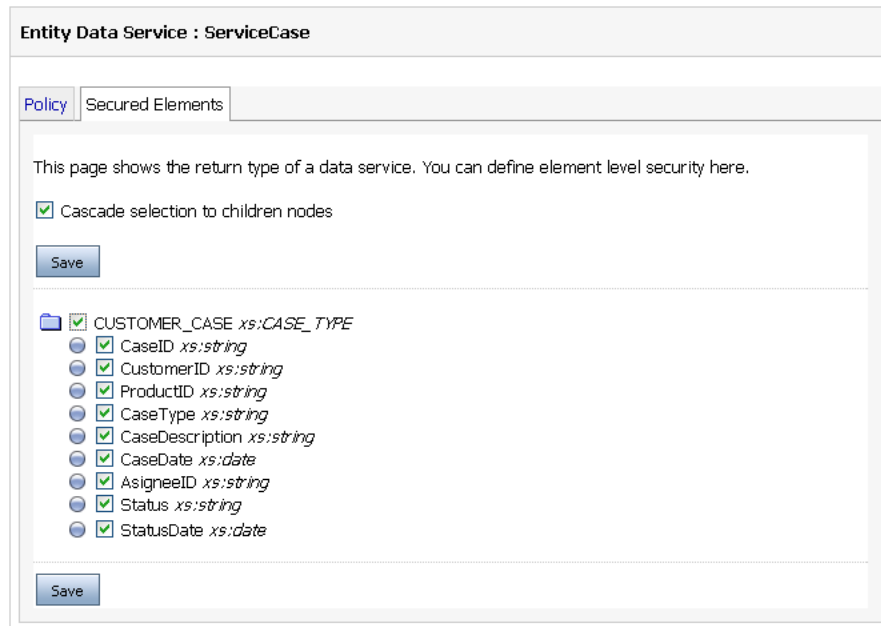 Entity Data Service : ServiceCase
Policy
Secured Elements
This page shows the return type of a data service. You can define element level security here.
Cascade selection to children nodes
Save
CUSTOMER_CASE xs:CASE_TYPE
CaseID xs:string
CustomerID xs:string
ProductID xs:string
CaseType xs:string
CaseDescription xs:string
CaseDate xs:date
AsigneeID xs:string
Status xs:string
StatusDate xs:date
Save